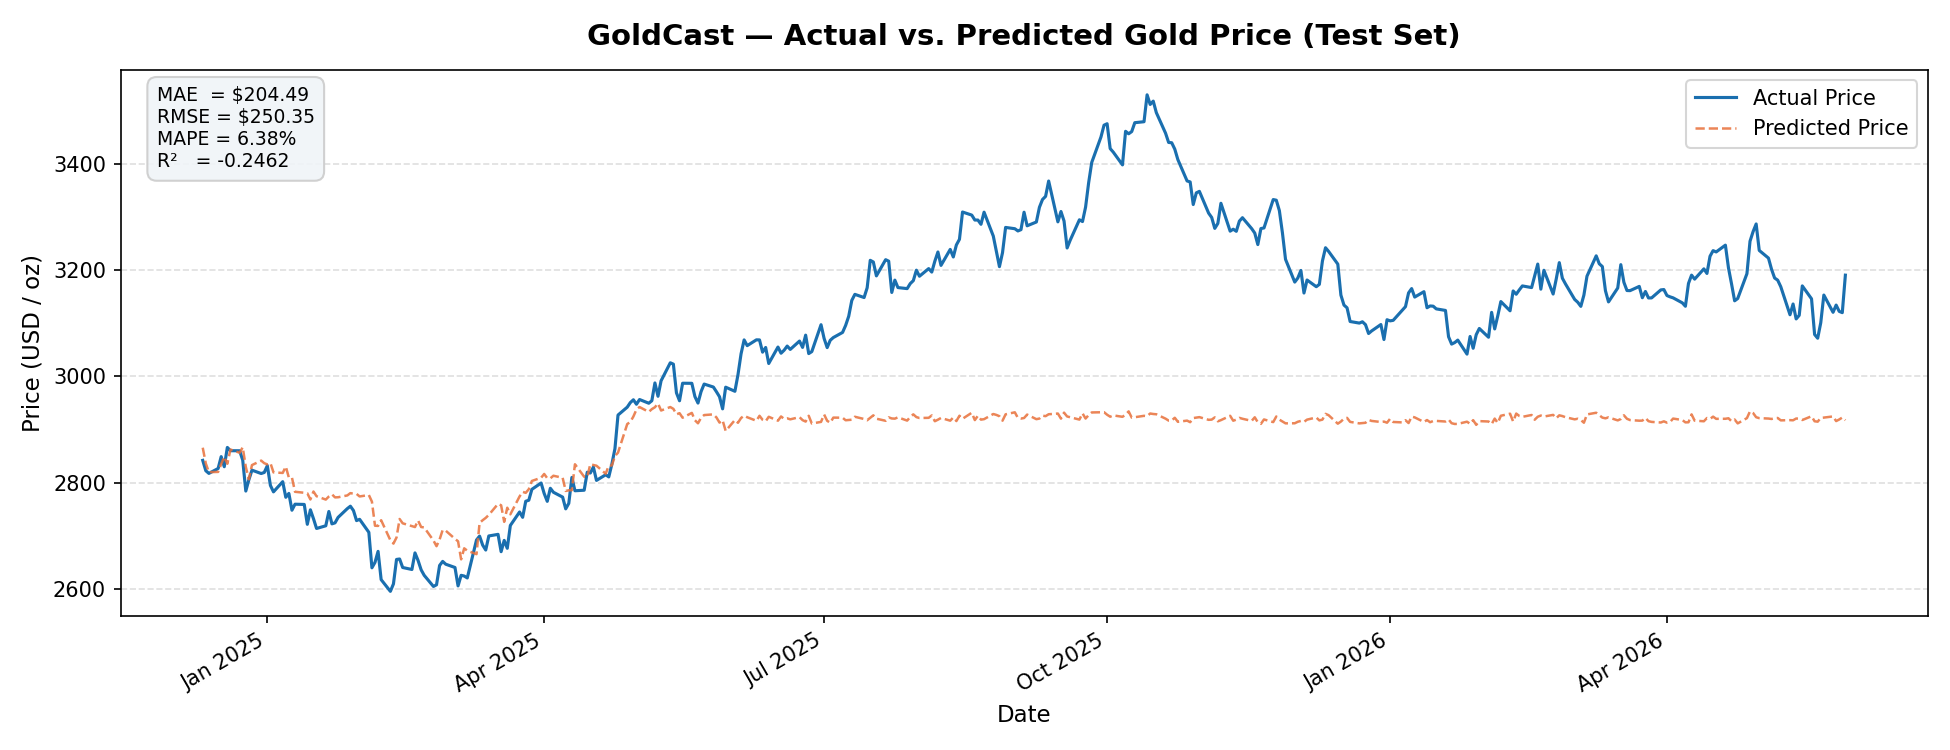 GoldCast — Actual vs. Predicted Gold Price (Test Set)
MAE = $204.49
RMSE = $250.35
MAPE = 6.38%
R² = -0.2462
Actual Price
Predicted Price
Price (USD / oz)
3400
3200
3000
2800
2600
Jan 2025
Apr 2025
Jul 2025
Oct 2025
Jan 2026
Apr 2026
Date